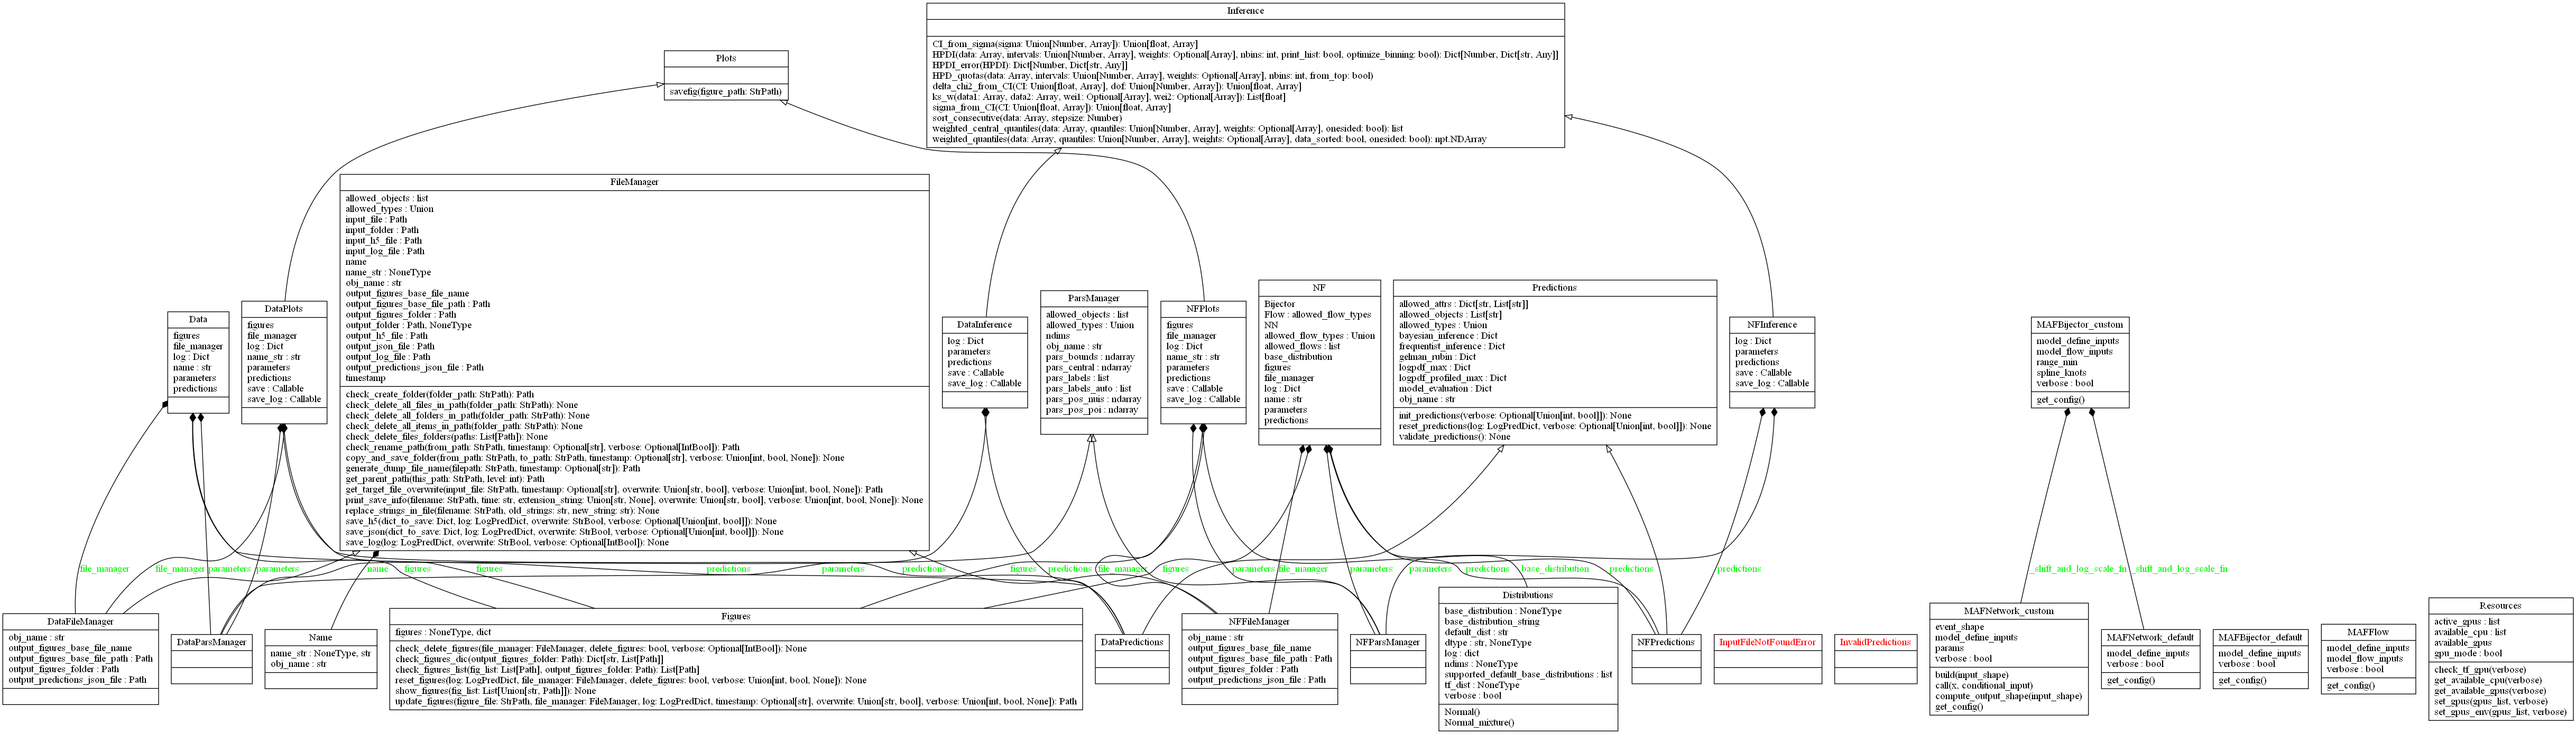 Inference
CI_from_sigma(sigma: Union[Number, Array]): Union[float, Array]
HPDI(data: Array, intervals: Union[Number, Array], weights: Optional[Array], nbins: int, print_hist: bool, optimize_binning: bool): Dict[Number, Dict[str, Any]]
HPDI_error(HPDI): Dict[Number, Dict[str, Any]]
HPD_quotas(data: Array, intervals: Union[Number, Array], weights: Optional[Array], nbins: int, from_top: bool)
delta_chi2_from_CI(CI: Union[float, Array], dof: Union[Number, Array]): Union[float, Array]
ks_w(data1: Array, data2: Array, wei1: Optional[Array], wei2: Optional[Array]): List[float]
sigma_from_CI(CI: Union[float, Array]): Union[float, Array]
sort_consecutive(data: Array, stepsize: Number)
weighted_central_quantiles(data: Array, quantiles: Union[Number, Array], weights: Optional[Array], onesided: bool): list
weighted_quantiles(data: Array, quantiles: Union[Number, Array], weights: Optional[Array], data_sorted: bool, onesided: bool): npt.NDArray
Plots
savefig(figure_path: StrPath)
FileManager
allowed_objects : list
allowed_types : Union
input_file : Path
input_folder : Path
input_h5_file : Path
input_log_file : Path
name
name_str : NoneType
obj_name : str
output_figures_base_file_name
output_figures_base_file_path : Path
output_figures_folder : Path
output_folder : Path, NoneType
output_h5_file : Path
output_json_file : Path
output_log_file : Path
output_predictions_json_file : Path
timestamp
check_create_folder(folder_path: StrPath): Path
check_delete_all_files_in_path(folder_path: StrPath): None
check_delete_all_folders_in_path(folder_path: StrPath): None
check_delete_all_items_in_path(folder_path: StrPath): None
check_delete_files_folders(paths: List[Path]): None
check_rename_path(from_path: StrPath, timestamp: Optional[str], verbose: Optional[IntBool]): Path
copy_and_save_folder(from_path: StrPath, to_path: StrPath, timestamp: Optional[str], verbose: Union[int, bool, None]): None
generate_dump_file_name(filepath: StrPath, timestamp: Optional[str]): Path
get_parent_path(this_path: StrPath, level: int): Path
get_target_file_overwrite(input_file: StrPath, timestamp: Optional[str], overwrite: Union[str, bool], verbose: Union[int, bool, None]): Path
print_save_info(filename: StrPath, time: str, extension_string: Union[str, None], overwrite: Union[str, bool], verbose: Union[int, bool, None]): None
replace_strings_in_file(filename: StrPath, old_strings: str, new_string: str): None
save_h5(dict_to_save: Dict, log: LogPredDict, overwrite: StrBool, verbose: Optional[Union[int, bool]]): None
save_json(dict_to_save: Dict, log: LogPredDict, overwrite: StrBool, verbose: Optional[Union[int, bool]]): None
save_log(log: LogPredDict, overwrite: StrBool, verbose: Optional[IntBool]): None
Data
figures
file_manager
log : Dict
name : str
parameters
predictions
DataPlots
figures
file_manager
log : Dict
name_str : str
parameters
predictions
save : Callable
save_log : Callable
DataInference
log : Dict
parameters
predictions
save : Callable
save_log : Callable
ParsManager
allowed_objects : list
allowed_types : Union
ndims
obj_name : str
pars_bounds : ndarray
pars_central : ndarray
pars_labels : list
pars_labels_auto : list
pars_pos_nuis : ndarray
pars_pos_poi : ndarray
NFPlots
figures
file_manager
log : Dict
name_str : str
parameters
predictions
save : Callable
save_log : Callable
NF
Bijector
Flow : allowed_flow_types
NN
allowed_flow_types : Union
allowed_flows : list
base_distribution
figures
file_manager
log : Dict
name : str
parameters
predictions
Predictions
allowed_attrs : Dict[str, List[str]]
allowed_objects : List[str]
allowed_types : Union
bayesian_inference : Dict
frequentist_inference : Dict
gelman_rubin : Dict
logpdf_max : Dict
logpdf_profiled_max : Dict
model_evaluation : Dict
obj_name : str
init_predictions(verbose: Optional[Union[int, bool]]): None
reset_predictions(log: LogPredDict, verbose: Optional[Union[int, bool]]): None
validate_predictions(): None
NFInference
log : Dict
parameters
predictions
save : Callable
save_log : Callable
MAFBijector_custom
model_define_inputs
model_flow_inputs
range_min
spline_knots
verbose : bool
get_config()
file_manager
file_manager
parameters
parameters
name
figures
figures
predictions
parameters
predictions
figures
predictions
file_manager
figures
parameters
file_manager
parameters
parameters
predictions
base_distribution
predictions
predictions
_shift_and_log_scale_fn
_shift_and_log_scale_fn
DataFileManager
obj_name : str
output_figures_base_file_name
output_figures_base_file_path : Path
output_figures_folder : Path
output_predictions_json_file : Path
DataParsManager
Name
name_str : NoneType, str
obj_name : str
Figures
figures : NoneType, dict
check_delete_figures(file_manager: FileManager, delete_figures: bool, verbose: Optional[IntBool]): None
check_figures_dic(output_figures_folder: Path): Dict[str, List[Path]]
check_figures_list(fig_list: List[Path], output_figures_folder: Path): List[Path]
reset_figures(log: LogPredDict, file_manager: FileManager, delete_figures: bool, verbose: Union[int, bool, None]): None
show_figures(fig_list: List[Union[str, Path]]): None
update_figures(figure_file: StrPath, file_manager: FileManager, log: LogPredDict, timestamp: Optional[str], overwrite: Union[str, bool], verbose: Union[int, bool, None]): Path
DataPredictions
NFFileManager
obj_name : str
output_figures_base_file_name
output_figures_base_file_path : Path
output_figures_folder : Path
output_predictions_json_file : Path
NFParsManager
Distributions
base_distribution : NoneType
base_distribution_string
default_dist : str
dtype : str, NoneType
log : dict
ndims : NoneType
supported_default_base_distributions : list
tf_dist : NoneType
verbose : bool
Normal()
Normal_mixture()
NFPredictions
InputFileNotFoundError
InvalidPredictions
MAFNetwork_custom
event_shape
model_define_inputs
params
verbose : bool
build(input_shape)
call(x, conditional_input)
compute_output_shape(input_shape)
get_config()
MAFNetwork_default
model_define_inputs
verbose : bool
get_config()
MAFBijector_default
model_define_inputs
verbose : bool
get_config()
MAFFlow
model_define_inputs
model_flow_inputs
verbose : bool
get_config()
Resources
active_gpus : list
available_cpu : list
available_gpus
gpu_mode : bool
check_tf_gpu(verbose)
get_available_cpu(verbose)
get_available_gpus(verbose)
set_gpus(gpus_list, verbose)
set_gpus_env(gpus_list, verbose)